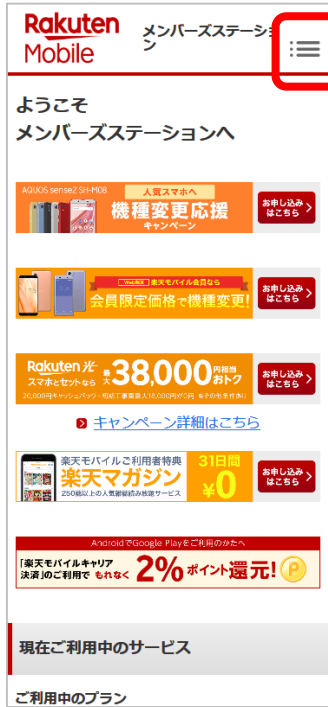 Rakuten
Mobile
メンバーズステーショ
ン
ようこそ
メンバーズステーションへ
AQUOS sense2 SH-M08
人気スマホへ
機種変更応援
キャンペーン
お申し込み
はこちら
Web限定 楽天モバイル会員なら
会員限定価格で機種変更!
お申し込み
はこちら
Rakuten 光
スマホとセットなら
最大38,000円相当おトク
お申し込み
はこちら
キャンペーン詳細はこちら
楽天モバイルご利用者特典
楽天マガジン
250誌以上の人気雑誌読み放題サービス
31日間
¥0
お申し込み
はこちら
AndroidでGoogle Playをご利用のかたへ
「楽天モバイルキャリア
決済」のご利用で もれなく 2%ポイント還元!
P
現在ご利用中のサービス
ご利用中のプラン